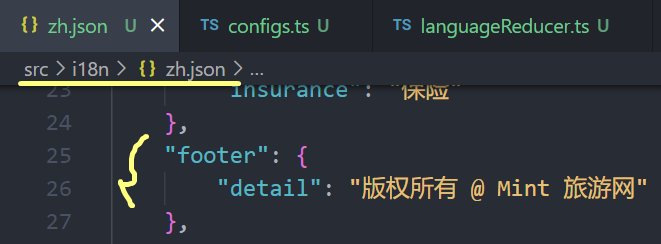 zh.json U
configs.ts U
TS languageReducer.ts U
src > i18n > {} zh.json > ...
23 insurance": "保险"
24 },
25 "footer": {
26 "detail": "版权所有 @ Mint 旅游网"
27 },